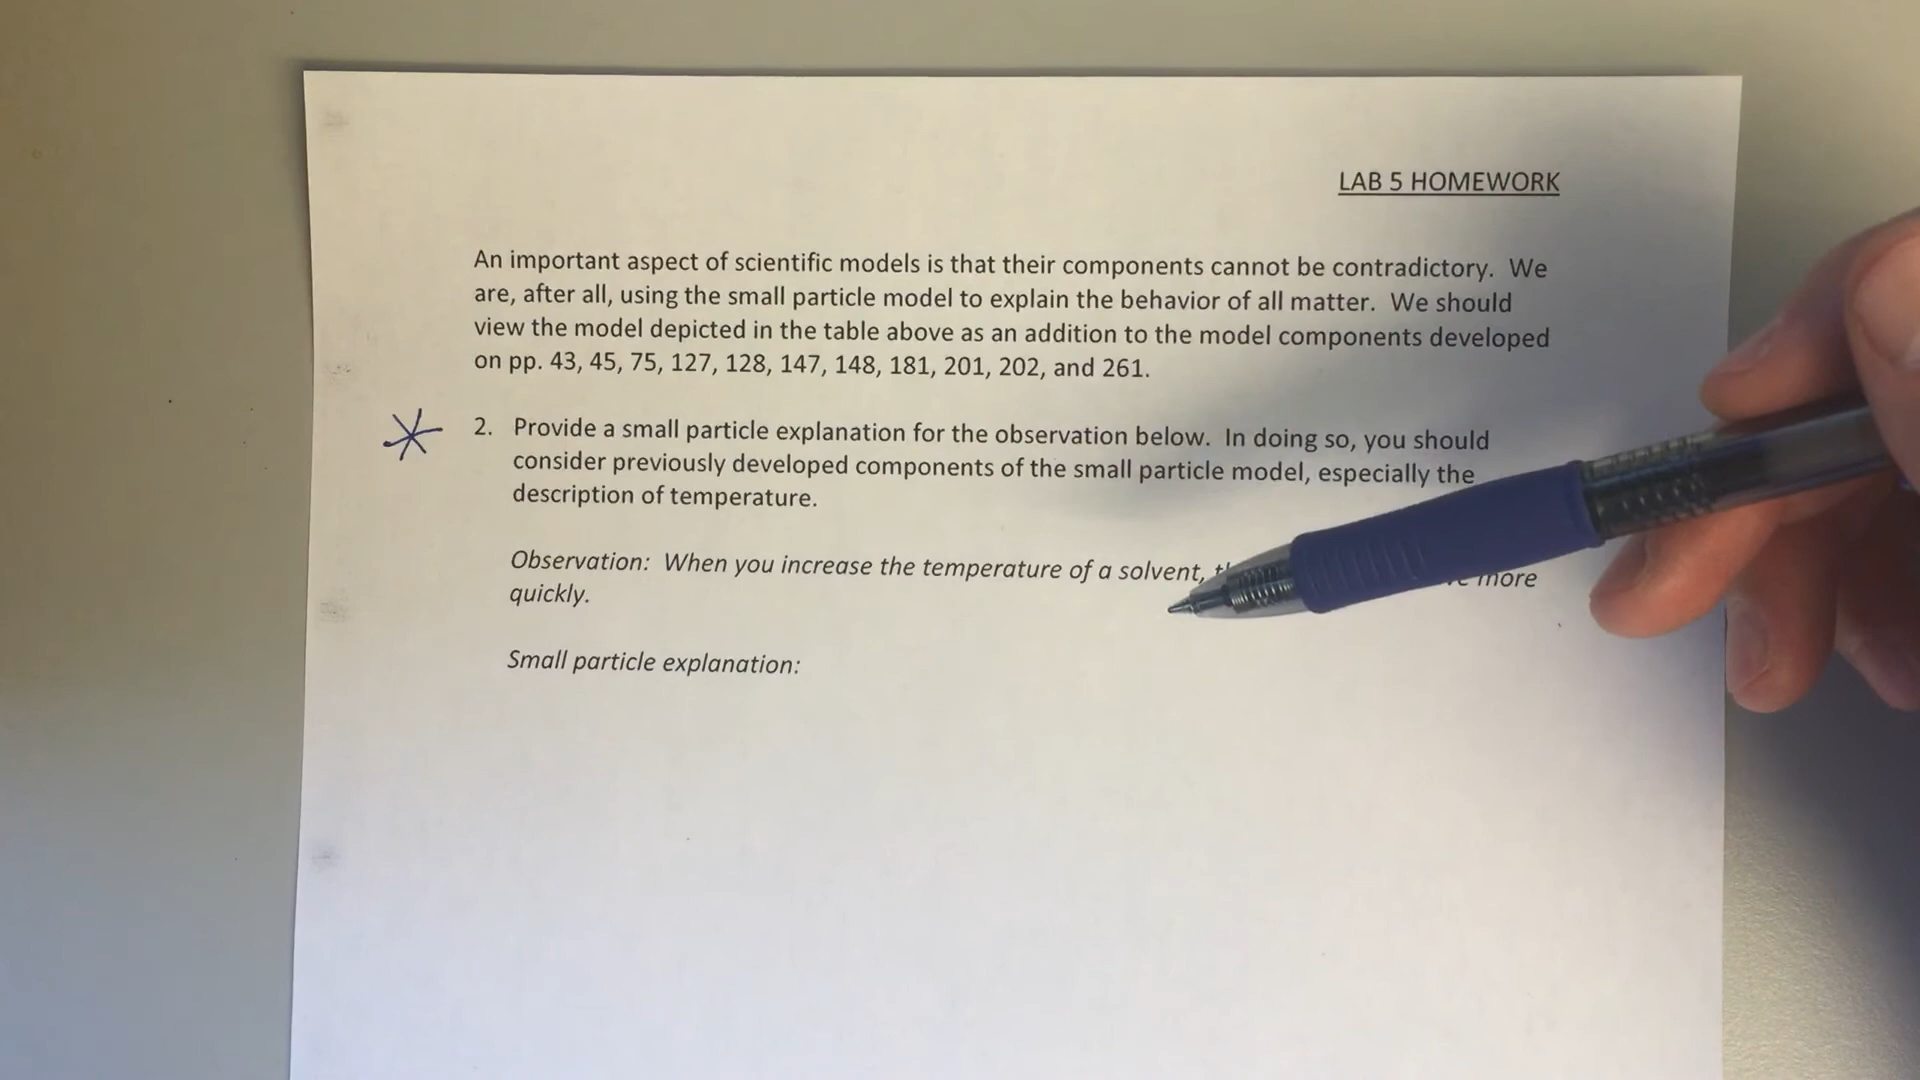 LAB 5 HOMEWORK
An important aspect of scientific models is that their components cannot be contradictory. We
are, after all, using the small particle model to explain the behavior of all matter. We should
view the model depicted in the table above as an addition to the model components developed
on pp. 43, 45, 75, 127, 128, 147, 148, 181, 201, 202, and 261.
2. Provide a small particle explanation for the observation below. In doing so, you should
consider previously developed components of the small particle model, especially the
description of temperature.
Observation: When you increase the temperature of a solvent, more
quickly.
Small particle explanation: